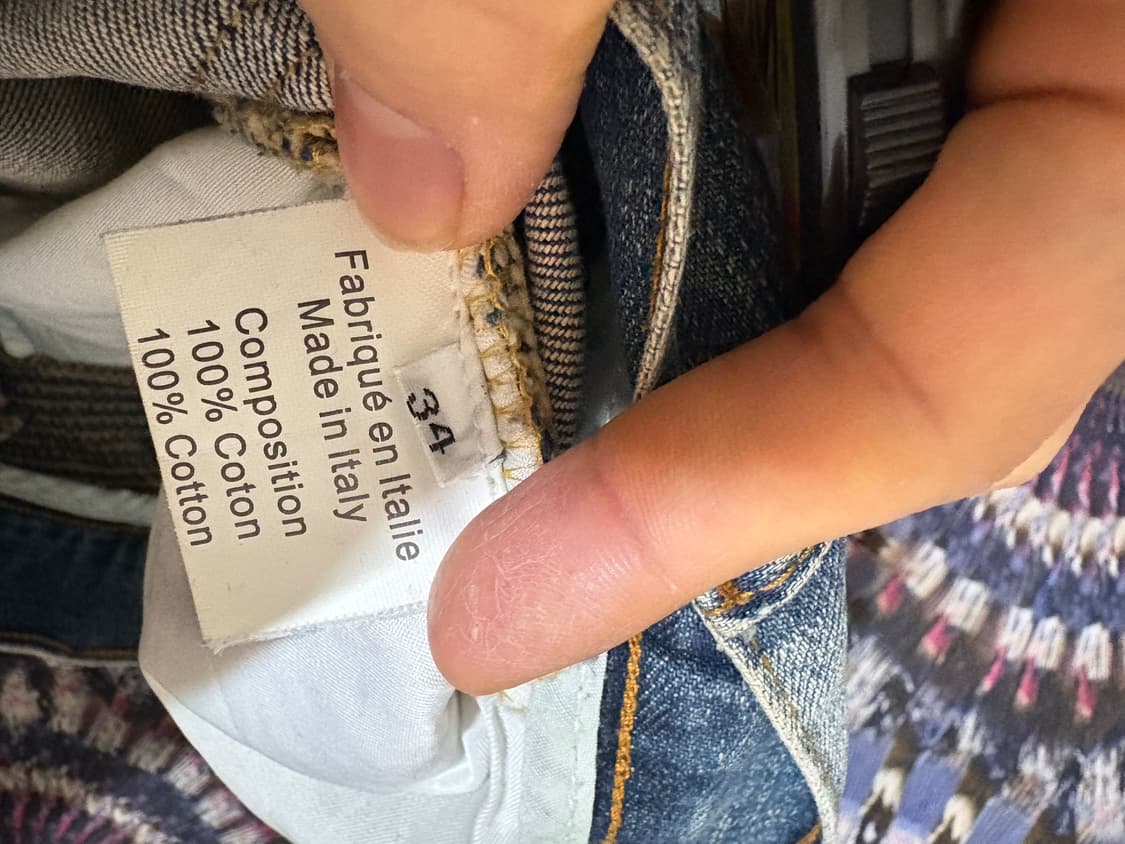 34
Fabriqué en Italie
Made in Italy
Composition
100% Coton
100% Cotton